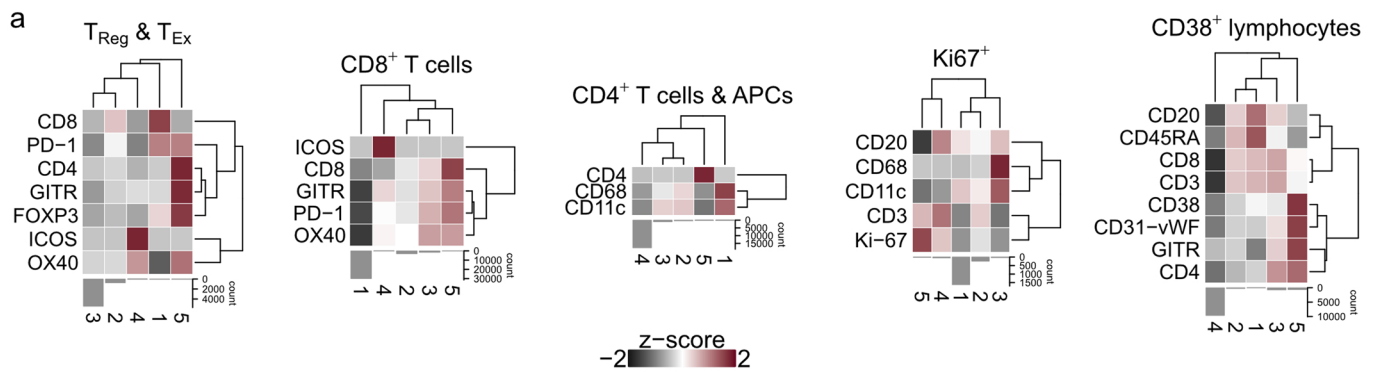 a
T_Reg & T_Ex
CD8
PD−1
CD4
GITR
FOXP3
ICOS
OX40
0
2000
4000
count
3
2
4
1
5
CD8⁺ T cells
ICOS
CD8
GITR
PD−1
OX40
0
10000
20000
30000
count
1
4
2
3
5
CD4⁺ T cells & APCs
CD4
CD68
CD11c
0
5000
10000
15000
count
4
3
2
5
1
Ki67⁺
CD20
CD68
CD11c
CD3
Ki−67
0
500
1000
1500
count
5
4
1
2
3
CD38⁺ lymphocytes
CD20
CD45RA
CD8
CD3
CD38
CD31−vWF
GITR
CD4
0
5000
10000
count
4
2
1
3
5
z−score
−2
2